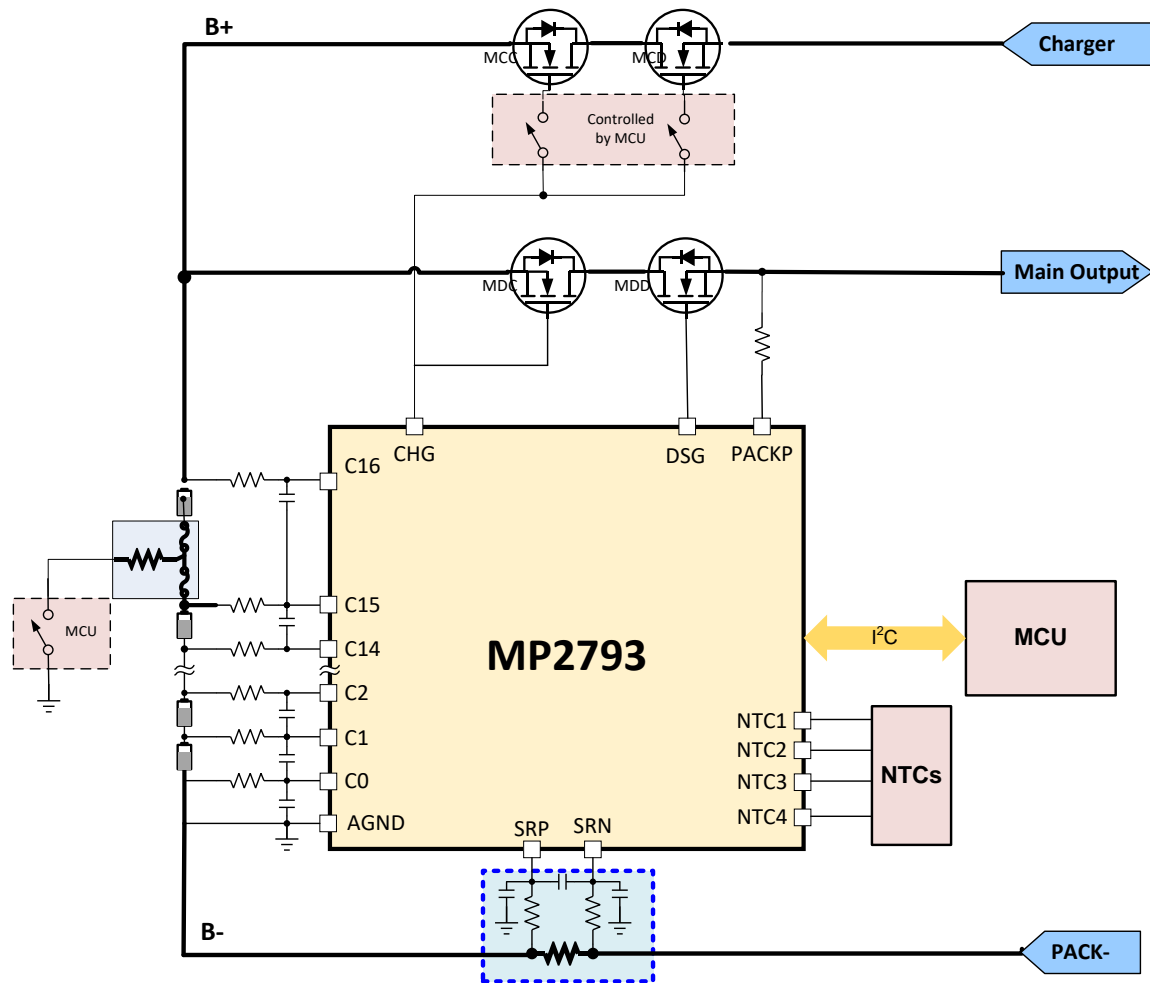 B+
Charger
MCC
MCD
Controlled
by MCU
Main Output
MDC
MDD
CHG
DSG
PACKP
C16
C15
MCU
C14
MP2793
I²C
MCU
C2
C1
C0
AGND
NTC1
NTC2
NTC3
NTC4
NTCs
SRP
SRN
B-
PACK-